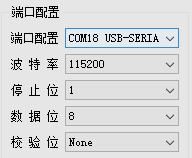 端口配置
端口配置 COM18 USB-SERIA
波特率 115200
停止位 1
数据位 8
校验位 None